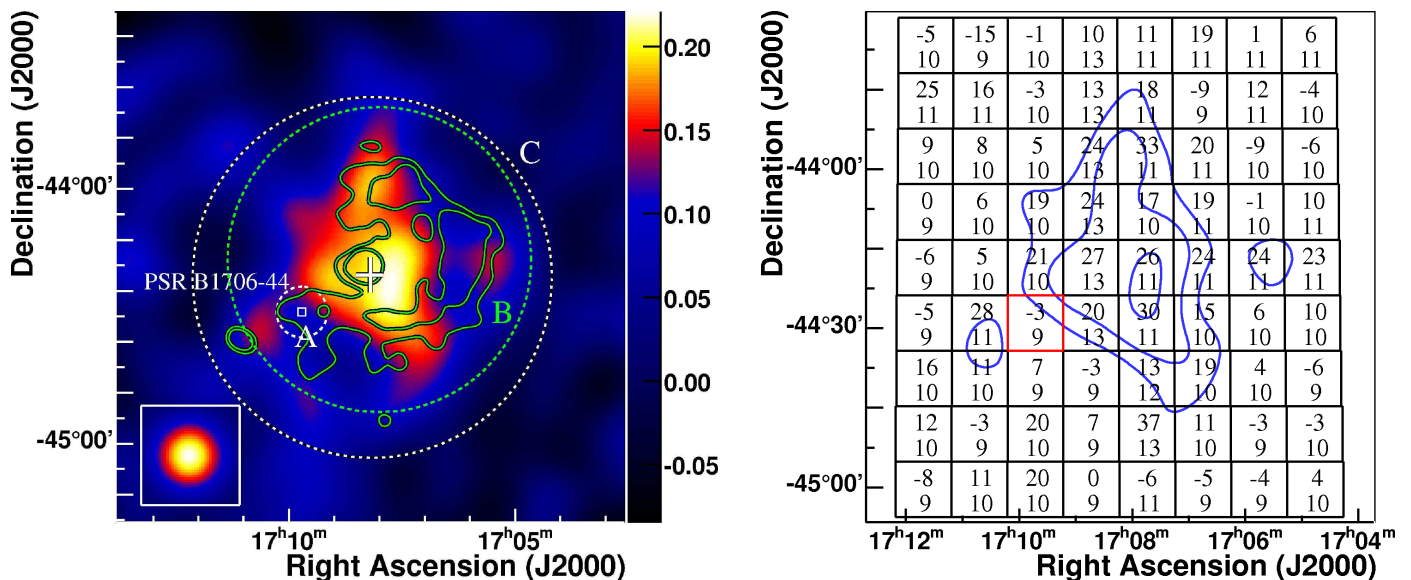 Declination (J2000)
-44°00'
-45°00'
17h10m
17h05m
Right Ascension (J2000)
PSR B1706-44
A
B
C
0.20
0.15
0.10
0.05
0.00
-0.05
Declination (J2000)
-44°00'
-44°30'
-45°00'
-5 -15 -1 10 11 19 1 6
10 9 10 13 11 11 11 11
25 16 -3 13 18 -9 12 -4
11 11 10 13 11 9 11 10
9 8 5 24 33 20 -9 -6
10 10 10 13 11 11 10 10
0 6 19 24 17 19 -1 10
9 10 10 13 10 11 10 11
-6 5 21 27 26 24 24 23
9 10 10 13 11 11 11 11
-5 28 -3 20 30 15 6 10
9 11 9 13 11 10 10 10
16 11 7 -3 13 19 4 -6
10 10 9 9 12 10 10 9
12 -3 20 7 37 11 -3 -3
10 9 10 10 13 10 9 9
-8 11 20 0 -6 -5 -4 4
9 10 10 9 11 9 9 10
17h12m 17h10m 17h08m 17h06m 17h04m
Right Ascension (J2000)